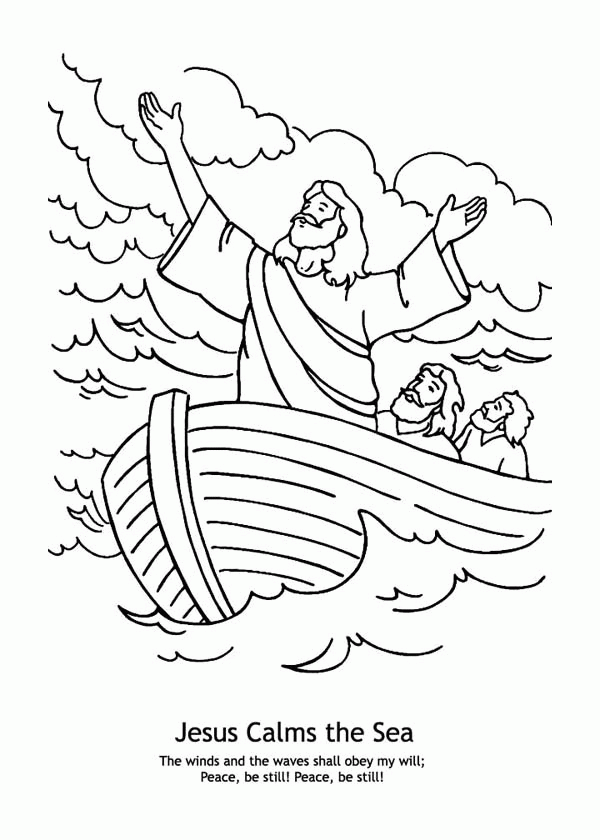 Jesus Calms the Sea
The winds and the waves shall obey my will;
Peace, be still! Peace, be still!